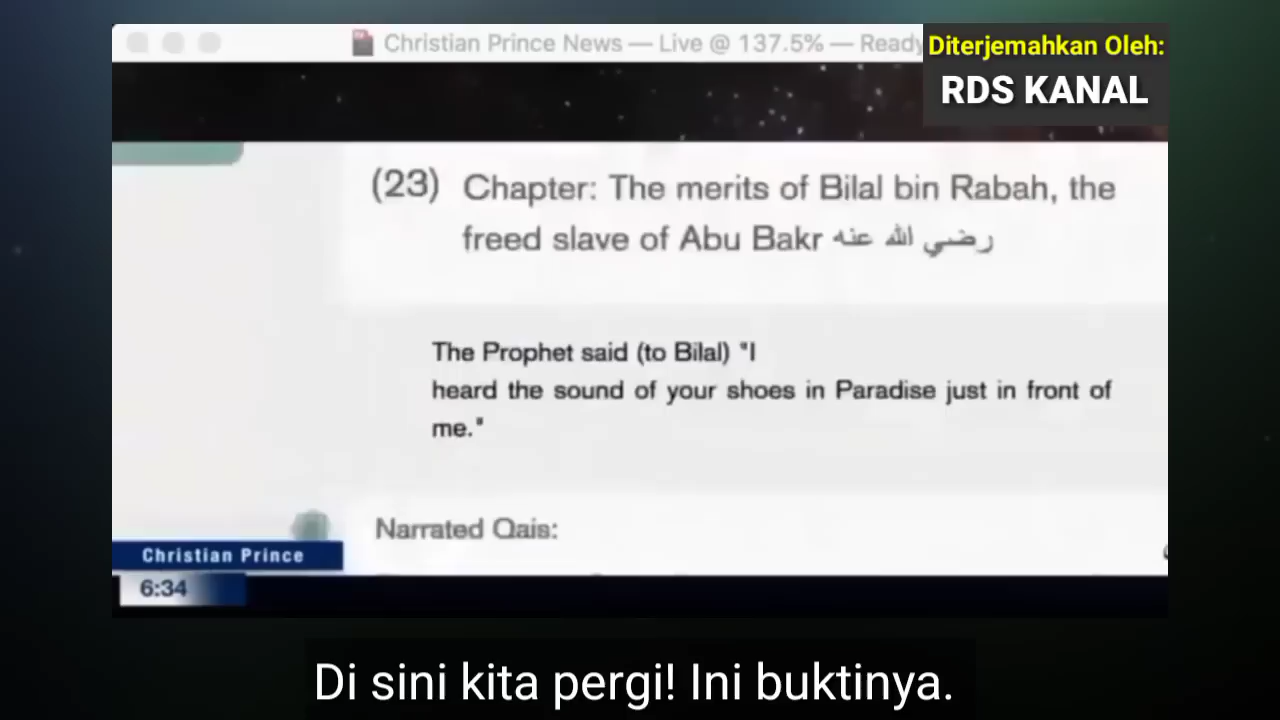 Christian Prince News — Live @ 137.5% — Ready
Diterjemahkan Oleh:
RDS KANAL
(23) Chapter: The merits of Bilal bin Rabah, the
freed slave of Abu Bakr رضي الله عنه
The Prophet said (to Bilal) "I
heard the sound of your shoes in Paradise just in front of
me."
Narrated Qais:
Christian Prince
6:34
Di sini kita pergi! Ini buktinya.